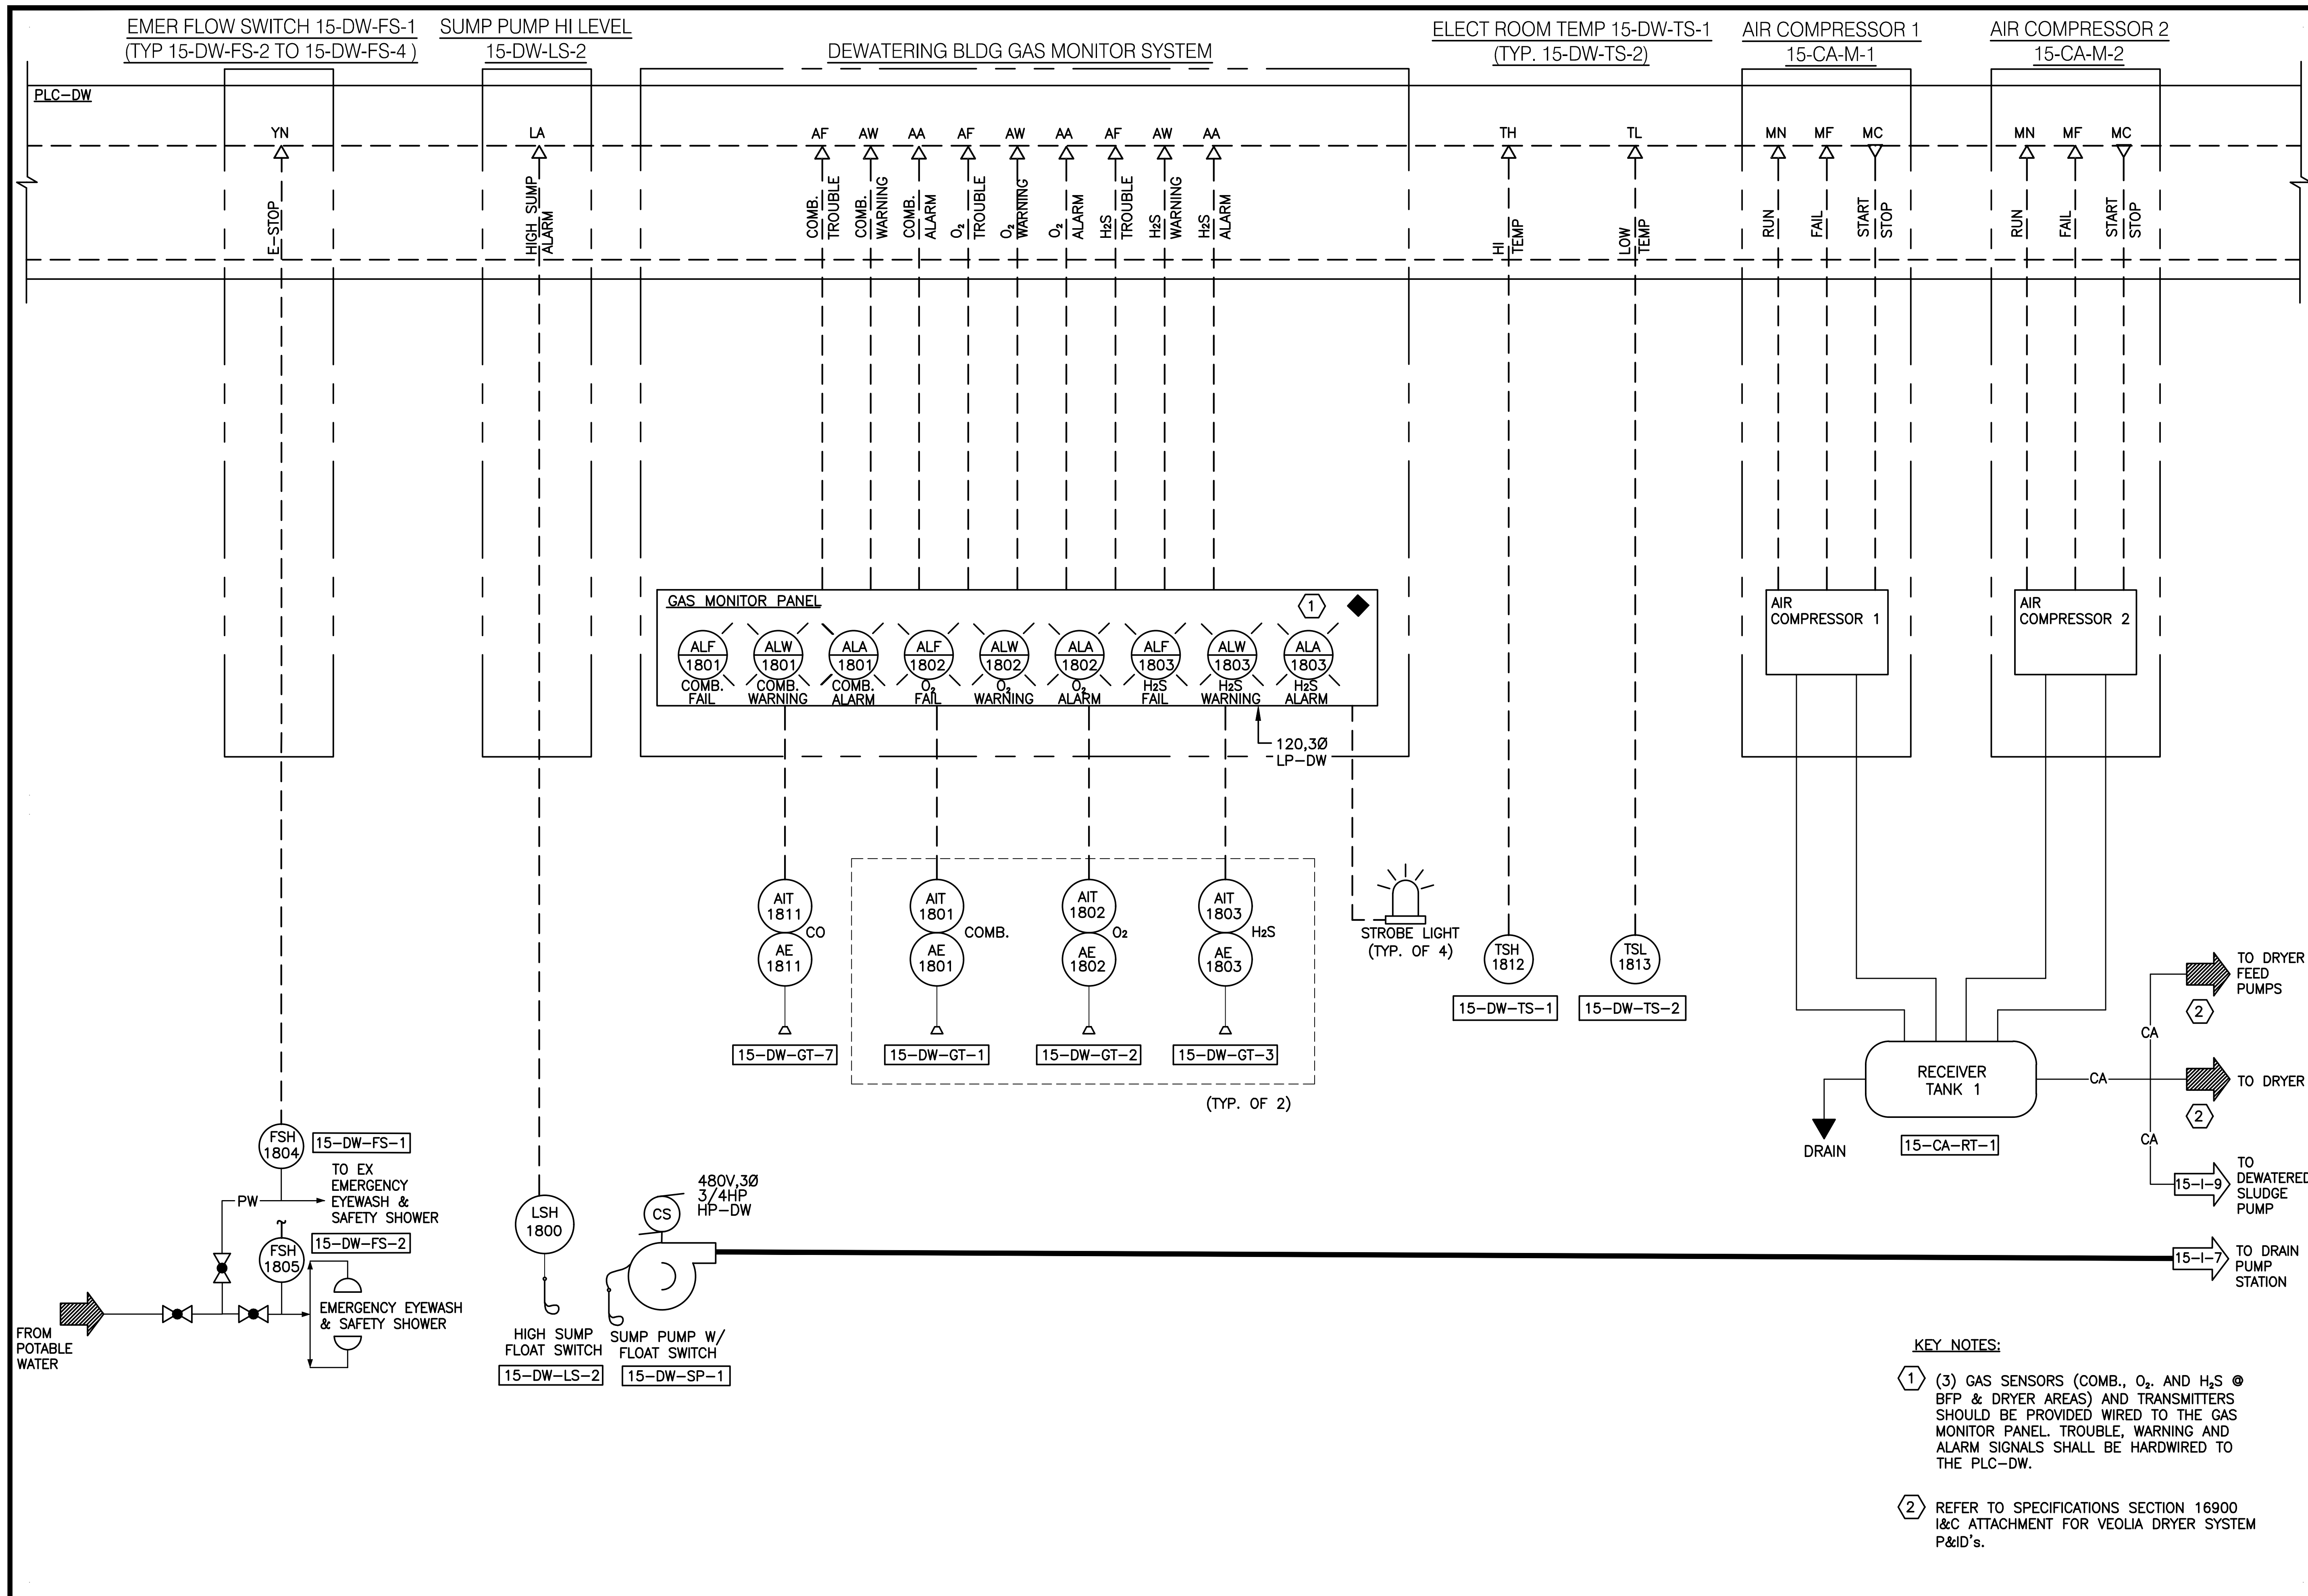 EMER FLOW SWITCH 15-DW-FS-1
(TYP 15-DW-FS-2 TO 15-DW-FS-4 )
SUMP PUMP HI LEVEL
15-DW-LS-2
DEWATERING BLDG GAS MONITOR SYSTEM
ELECT ROOM TEMP 15-DW-TS-1
(TYP. 15-DW-TS-2)
AIR COMPRESSOR 1
15-CA-M-1
AIR COMPRESSOR 2
15-CA-M-2
PLC-DW
YN
LA
AF
AW
AA
AF
AW
AA
AF
AW
AA
TH
TL
MN
MF
MC
MN
MF
MC
E-STOP
HIGH SUMP
ALARM
COMB.
TROUBLE
COMB.
WARNING
COMB.
ALARM
O₂
TROUBLE
O₂
WARNING
O₂
ALARM
H2S
TROUBLE
H2S
WARNING
H2S
ALARM
HI
TEMP
LOW
TEMP
RUN
FAIL
START
STOP
RUN
FAIL
START
STOP
GAS MONITOR PANEL
1
ALF
1801
COMB.
FAIL
ALW
1801
COMB.
WARNING
ALA
1801
COMB.
ALARM
ALF
1802
O₂
FAIL
ALW
1802
O₂
WARNING
ALA
1802
O₂
ALARM
ALF
1803
H2S
FAIL
ALW
1803
H2S
WARNING
ALA
1803
H2S
ALARM
120,3Ø
LP-DW
AIR
COMPRESSOR 1
AIR
COMPRESSOR 2
AIT
1811
CO
AE
1811
15-DW-GT-7
AIT
1801
COMB.
AE
1801
15-DW-GT-1
AIT
1802
O₂
AE
1802
15-DW-GT-2
AIT
1803
H2S
AE
1803
15-DW-GT-3
(TYP. OF 2)
STROBE LIGHT
(TYP. OF 4)
TSH
1812
15-DW-TS-1
TSL
1813
15-DW-TS-2
RECEIVER
TANK 1
15-CA-RT-1
DRAIN
CA
CA
CA
TO DRYER
FEED
PUMPS
2
TO DRYER
2
15-I-9
TO
DEWATERED
SLUDGE
PUMP
15-I-7
TO DRAIN
PUMP
STATION
FSH
1804
15-DW-FS-1
TO EX
EMERGENCY
EYEWASH &
SAFETY SHOWER
PW
FSH
1805
15-DW-FS-2
EMERGENCY EYEWASH
& SAFETY SHOWER
FROM
POTABLE
WATER
LSH
1800
HIGH SUMP
FLOAT SWITCH
15-DW-LS-2
CS
480V,3Ø
3/4HP
HP-DW
SUMP PUMP W/
FLOAT SWITCH
15-DW-SP-1
KEY NOTES:
1 (3) GAS SENSORS (COMB., O₂. AND H₂S @
BFP & DRYER AREAS) AND TRANSMITTERS
SHOULD BE PROVIDED WIRED TO THE GAS
MONITOR PANEL. TROUBLE, WARNING AND
ALARM SIGNALS SHALL BE HARDWIRED TO
THE PLC-DW.
2 REFER TO SPECIFICATIONS SECTION 16900
I&C ATTACHMENT FOR VEOLIA DRYER SYSTEM
P&ID's.